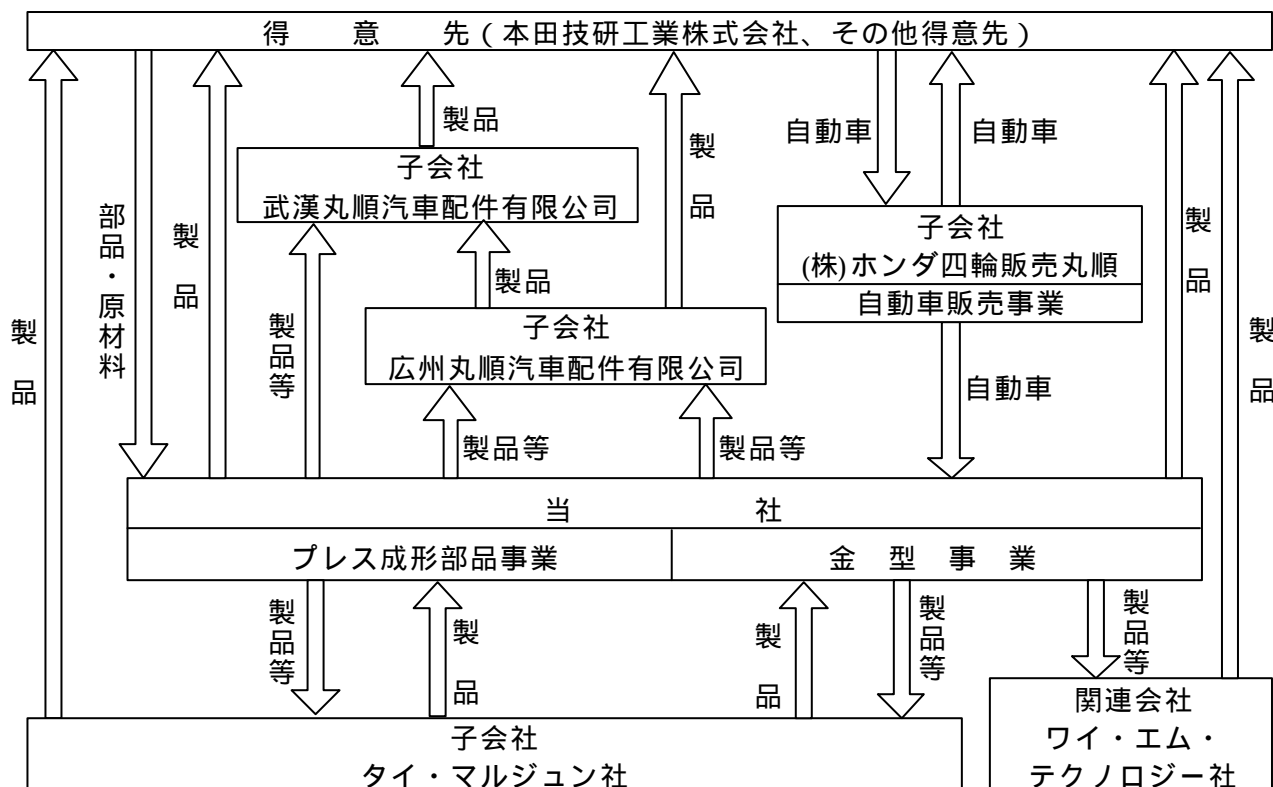 得意先(本田技研工業株式会社、その他得意先)
製品
部品・原材料
製品
製品
製品
自動車
自動車
製品
製品
子会社
武漢丸順汽車配件有限公司
製品等
製品
子会社
(株)ホンダ四輪販売丸順
自動車販売事業
子会社
広州丸順汽車配件有限公司
製品等
製品等
自動車
当社
プレス成形部品事業
金型事業
製品等
製品
製品
製品等
製品等
子会社
タイ・マルジュン社
関連会社
ワイ・エム・
テクノロジー社